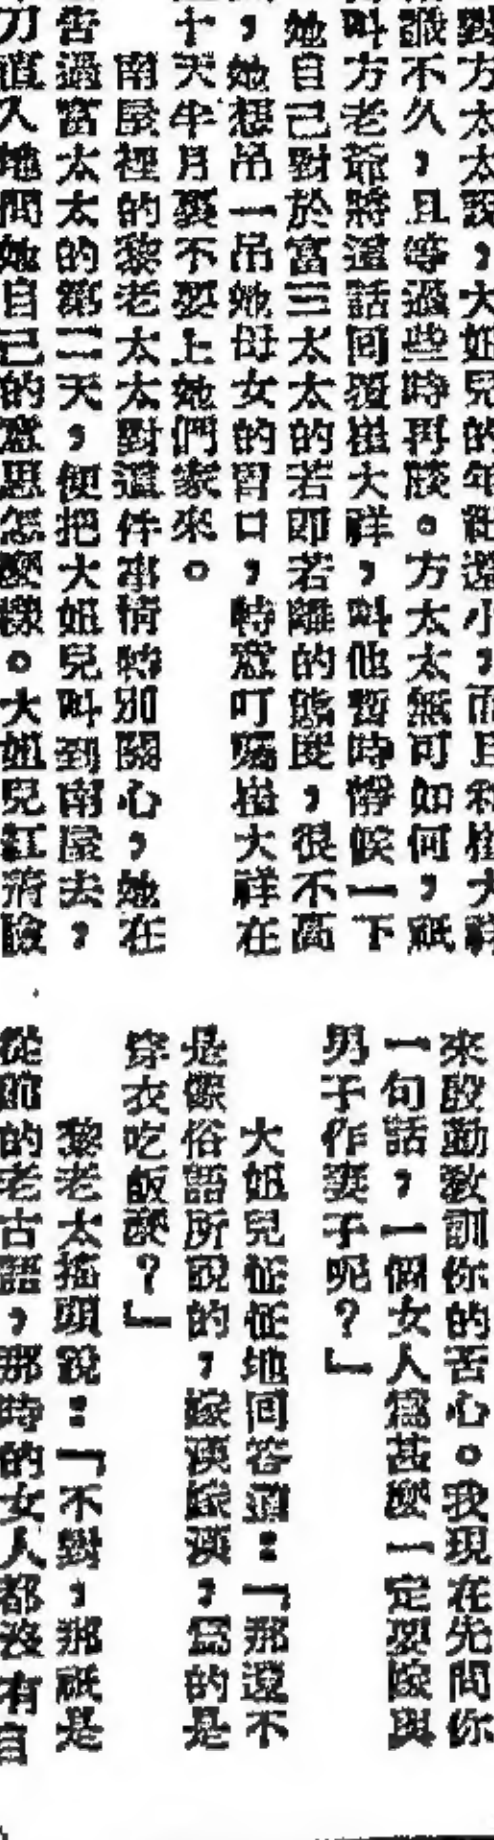 對方太太說，大姐兒的年紀還小，而且和崔大祥
識不久，且等過些時再談。方太太無可如何，祇
叫方老爺將這話回覆崔大祥，叫他暫時靜候一下
她自己對於富三太太的若即若離的態度，很不高
，她想吊一吊她母女的胃口，特意叮囑崔大祥在
十天半月裏不要上她們家來。
南屋裡的黎老太太對這件事情特別關心，她在
告過富太太的第二天，便把大姐兒叫到南屋去，
刀直入地問她自己的意思怎麼樣。大姐兒紅滑臉
來啟勤教訓你的苦心。我現在先問你
一句話，一個女人爲甚麼一定要嫁與
男子作妻子呢？」
大姐兒怔怔地回答道：「那還不
是像俗語所說的，嫁漢嫁漢，爲的是
穿衣吃飯麽？」
黎老太搖頭說：「不對，那祇是
從前的老古語，那時的女人都沒有自